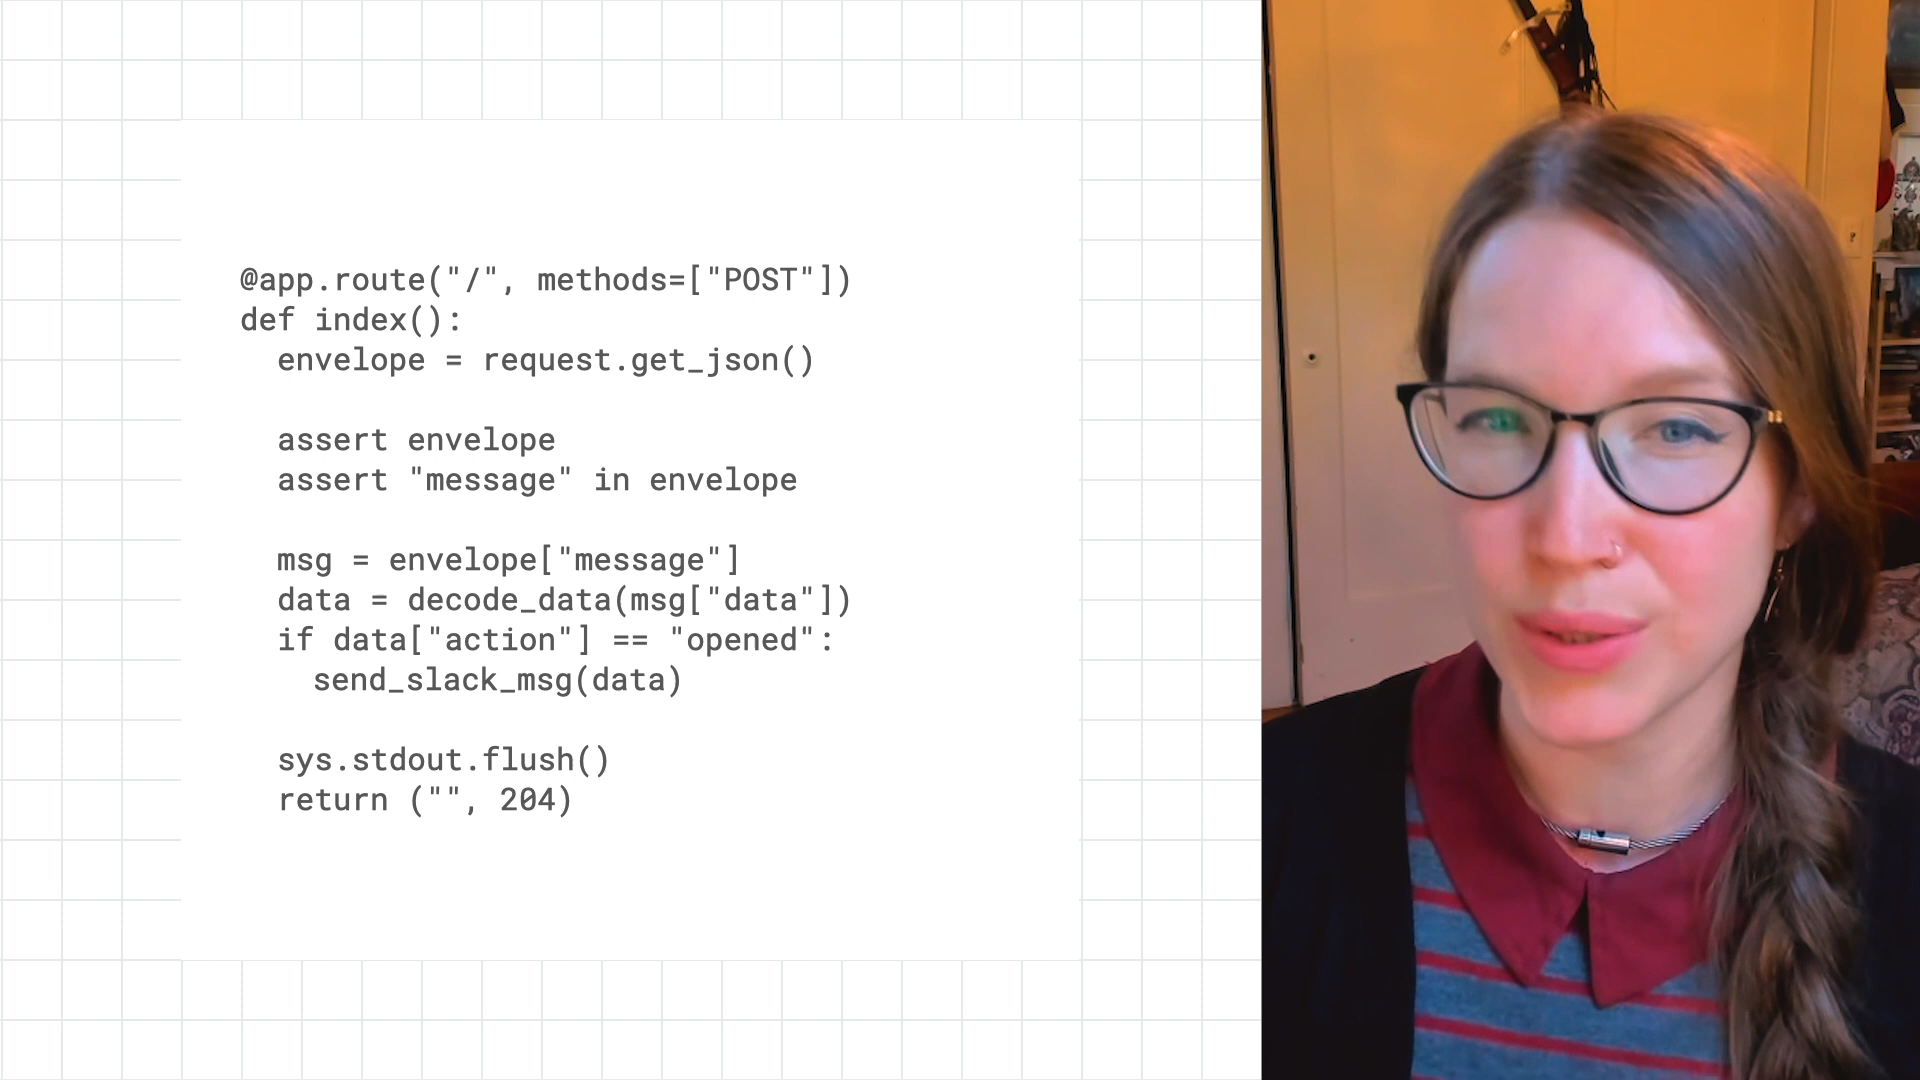 @app.route("/", methods=["POST"])
def index():
  envelope = request.get_json()

  assert envelope
  assert "message" in envelope

  msg = envelope["message"]
  data = decode_data(msg["data"])
  if data["action"] == "opened":
    send_slack_msg(data)

  sys.stdout.flush()
  return ("", 204)